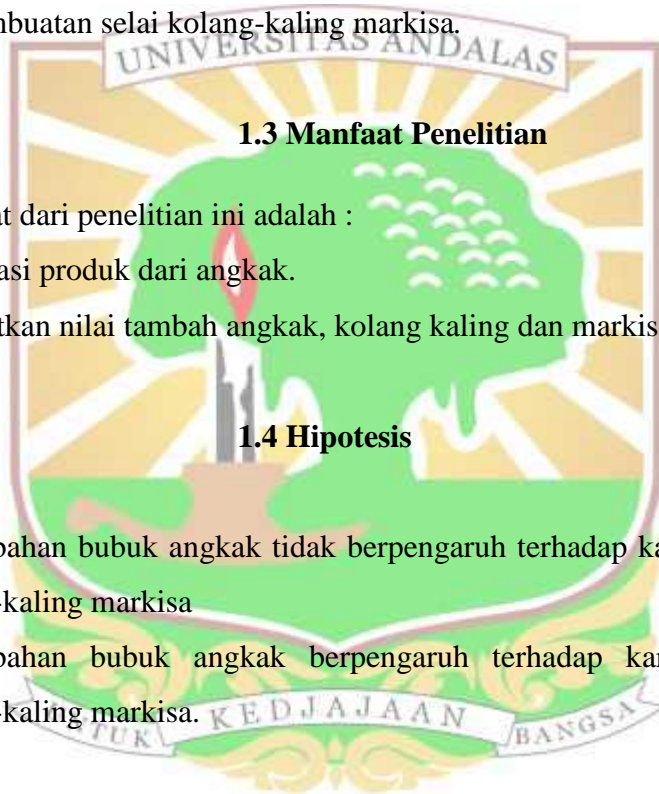 mbuatan selai kolang-kaling markisa.
UNIVERSITAS ANDALAS
1.3 Manfaat Penelitian
at dari penelitian ini adalah :
asi produk dari angkak.
tkan nilai tambah angkak, kolang kaling dan markis
1.4 Hipotesis
bahan bubuk angkak tidak berpengaruh terhadap ka
-kaling markisa
bahan bubuk angkak berpengaruh terhadap kar
-kaling markisa.
TUK KEDJAJAAN BANGSA